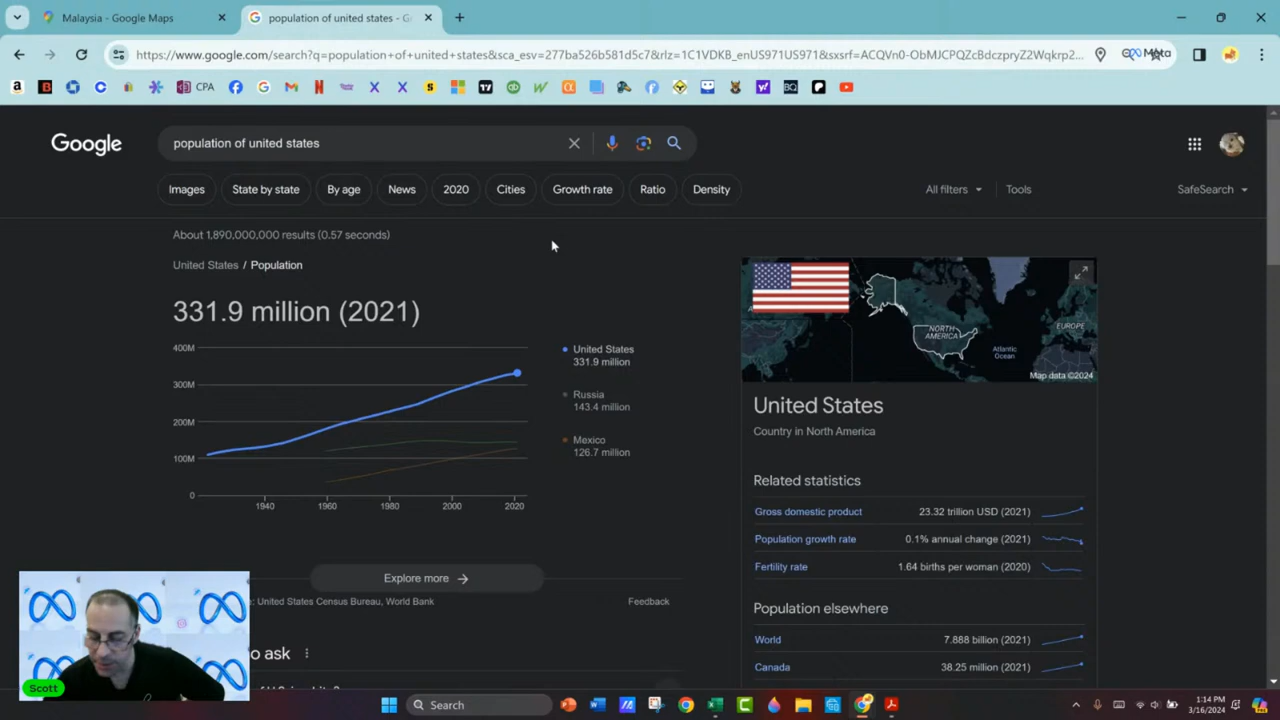 Malaysia - Google Maps
population of united states - Go
https://www.google.com/search?q=population+of+united+states&sca_esv=277ba526b581d5c7&rlz=1C1VDKB_enUS971US971&sxsrf=ACQVn0-ObMJCPQZcBdczpryZ2Wqkrp2...
Meta
CPA
Google
population of united states
Images
State by state
By age
News
2020
Cities
Growth rate
Ratio
Density
All filters
Tools
SafeSearch
About 1,890,000,000 results (0.57 seconds)
United States / Population
331.9 million (2021)
400M
300M
200M
100M
0
1940 1960 1980 2000 2020
United States
331.9 million
Russia
143.4 million
Mexico
126.7 million
Explore more →
: United States Census Bureau, World Bank
Feedback
o ask
NORTH AMERICA
Atlantic Ocean
EUROPE
Map data ©2024
United States
Country in North America
Related statistics
Gross domestic product 23.32 trillion USD (2021)
Population growth rate 0.1% annual change (2021)
Fertility rate 1.64 births per woman (2020)
Population elsewhere
World 7.888 billion (2021)
Canada 38.25 million (2021)
Scott
Search
1:14 PM
3/16/2024